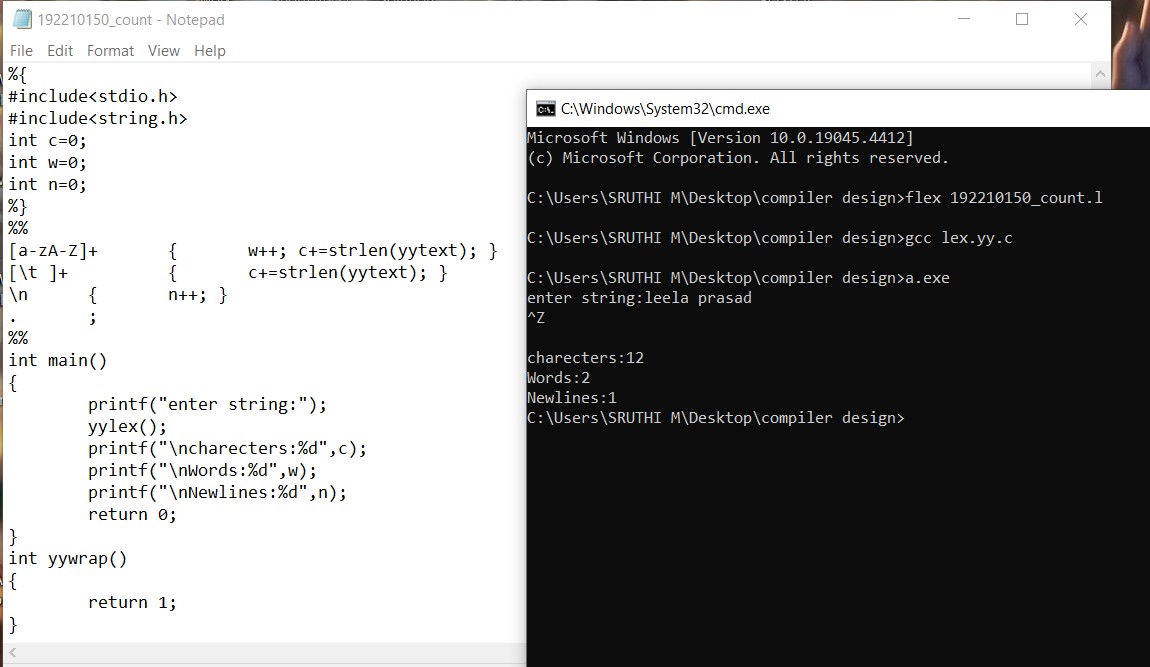 192210150_count - Notepad
File Edit Format View Help
%{
#include<stdio.h>
#include<string.h>
int c=0;
int w=0;
int n=0;
%}
%%
[a-zA-Z]+ { w++; c+=strlen(yytext); }
[\t ]+ { c+=strlen(yytext); }
\n { n++; }
. ;
%%
int main()
{
printf("enter string:");
yylex();
printf("\ncharecters:%d",c);
printf("\nWords:%d",w);
printf("\nNewlines:%d",n);
return 0;
}
int yywrap()
{
return 1;
}
C:\Windows\System32\cmd.exe
Microsoft Windows [Version 10.0.19045.4412]
(c) Microsoft Corporation. All rights reserved.
C:\Users\SRUTHI M\Desktop\compiler design>flex 192210150_count.l
C:\Users\SRUTHI M\Desktop\compiler design>gcc lex.yy.c
C:\Users\SRUTHI M\Desktop\compiler design>a.exe
enter string:leela prasad
^Z
charecters:12
Words:2
Newlines:1
C:\Users\SRUTHI M\Desktop\compiler design>